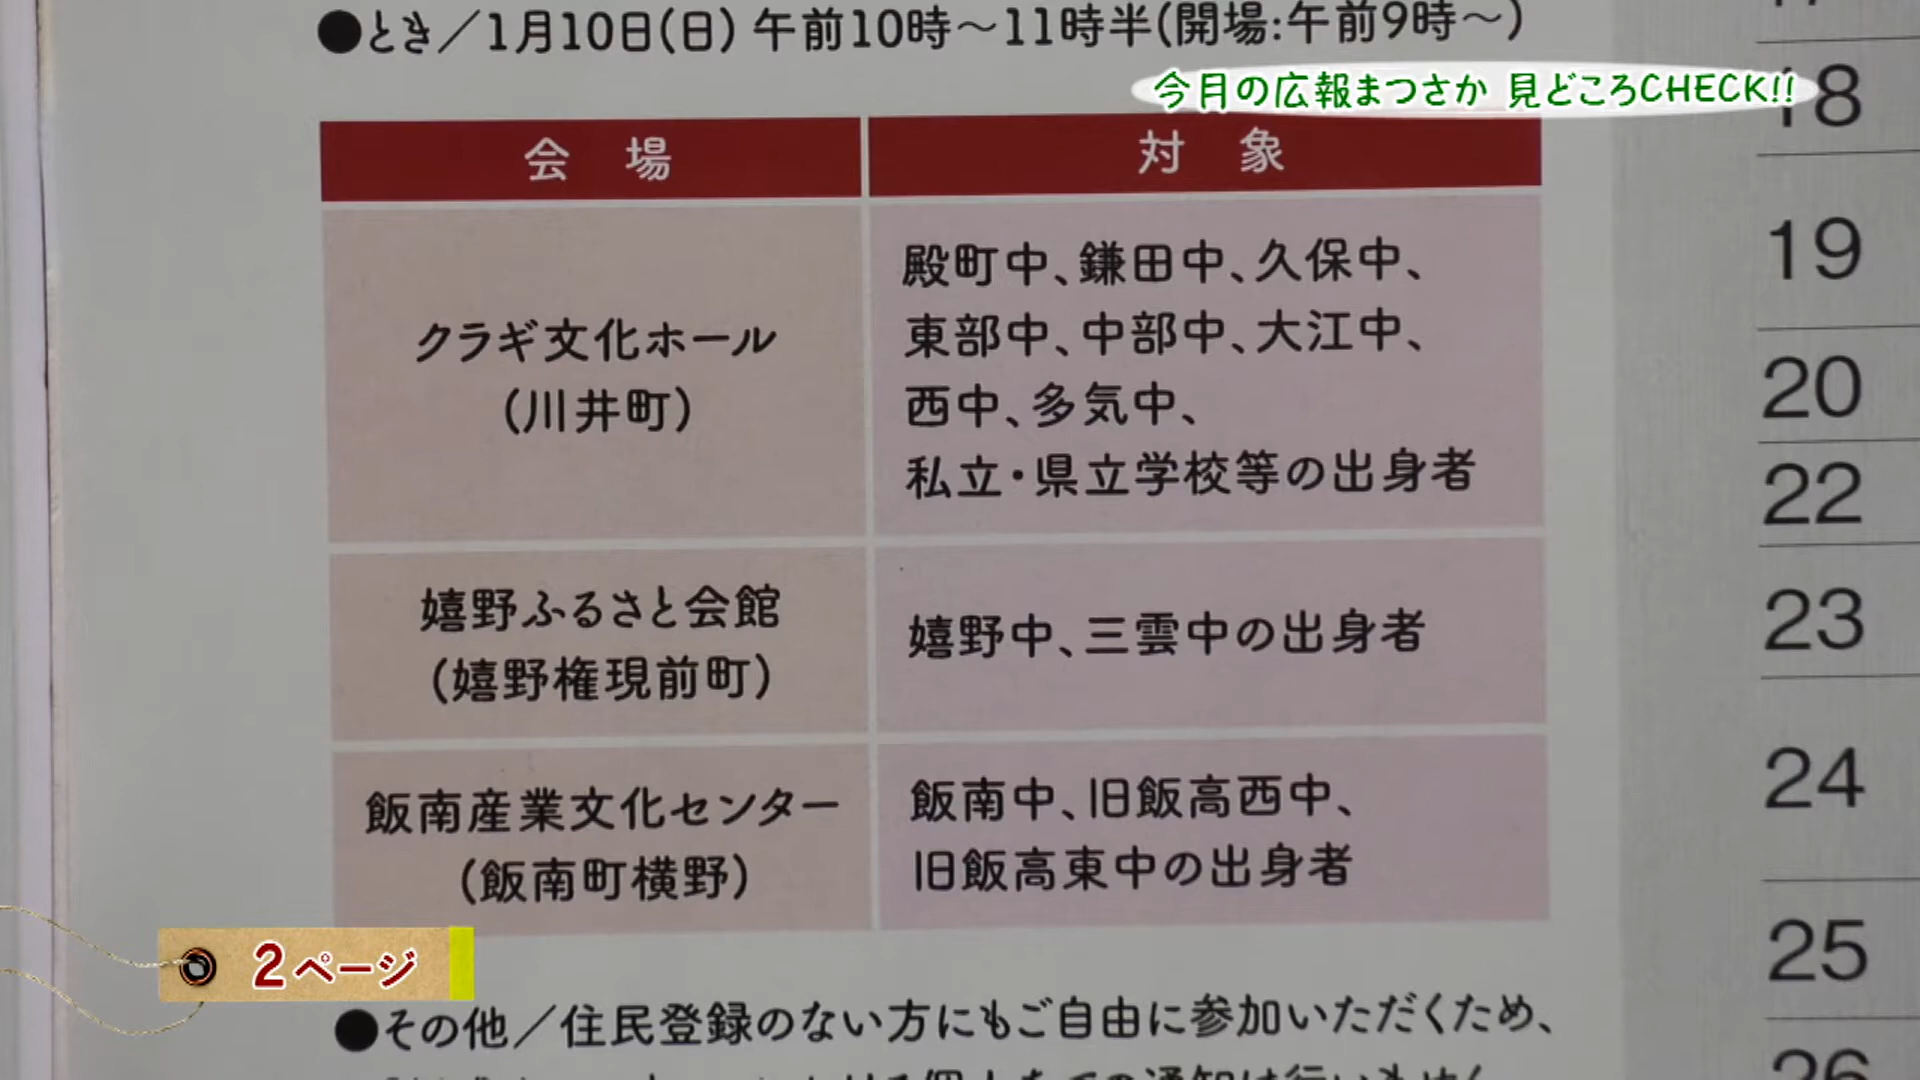 ●とき／1月10日(日) 午前10時～11時半(開場:午前9時～)
今月の広報まつさか 見どころCHECK!!
会　場
対　象
クラギ文化ホール
(川井町)
殿町中、鎌田中、久保中、
東部中、中部中、大江中、
西中、多気中、
私立・県立学校等の出身者
嬉野ふるさと会館
(嬉野権現前町)
嬉野中、三雲中の出身者
飯南産業文化センター
(飯南町横野)
飯南中、旧飯高西中、
旧飯高東中の出身者
2ページ
●その他／住民登録のない方にもご自由に参加いただくため、
18
19
20
22
23
24
25
26